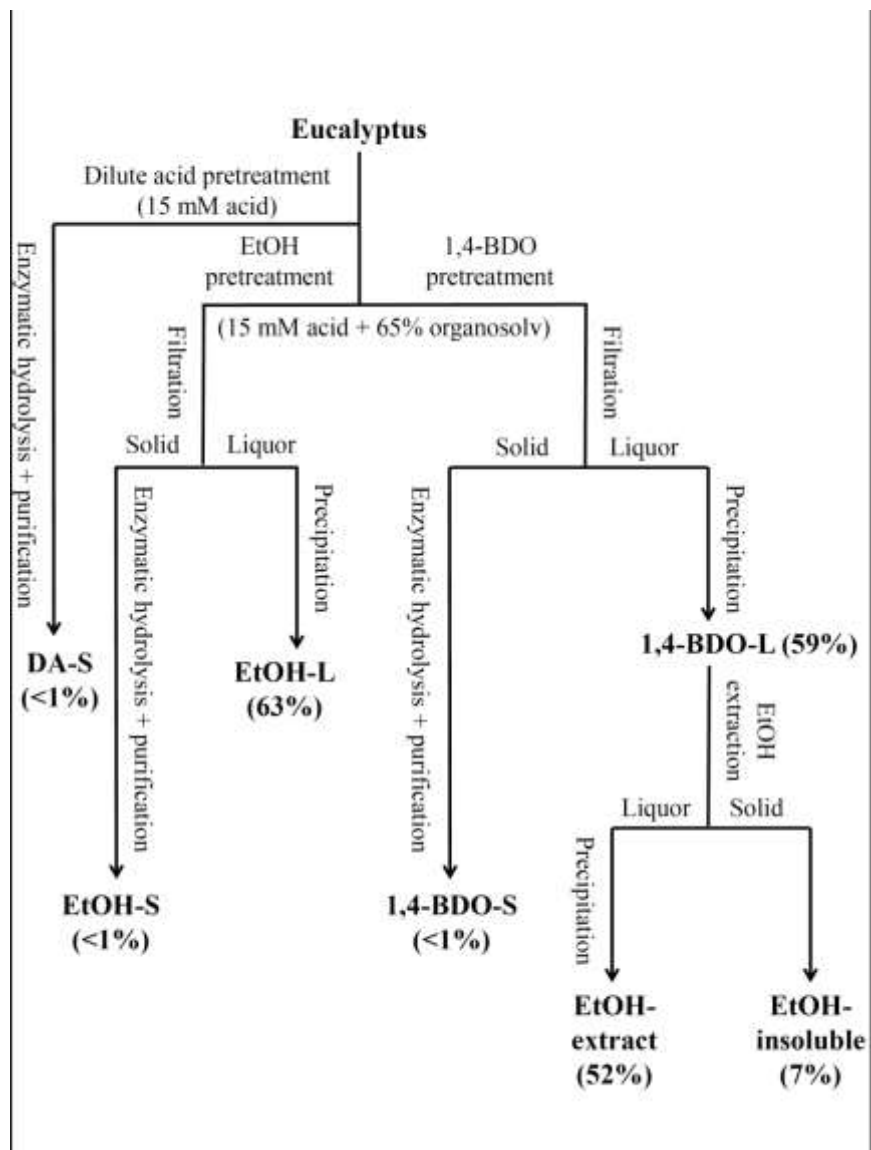 Eucalyptus
Dilute acid pretreatment
(15 mM acid)
EtOH
pretreatment
1,4-BDO
pretreatment
(15 mM acid + 65% organosolv)
Enzymatic hydrolysis + purification
Filtration
Filtration
Solid
Liquor
Solid
Liquor
Enzymatic hydrolysis + purification
Precipitation
Enzymatic hydrolysis + purification
Precipitation
DA-S
(<1%)
EtOH-L
(63%)
1,4-BDO-L (59%)
EtOH
extraction
Liquor
Solid
Precipitation
EtOH-S
(<1%)
1,4-BDO-S
(<1%)
EtOH-
extract
(52%)
EtOH-
insoluble
(7%)